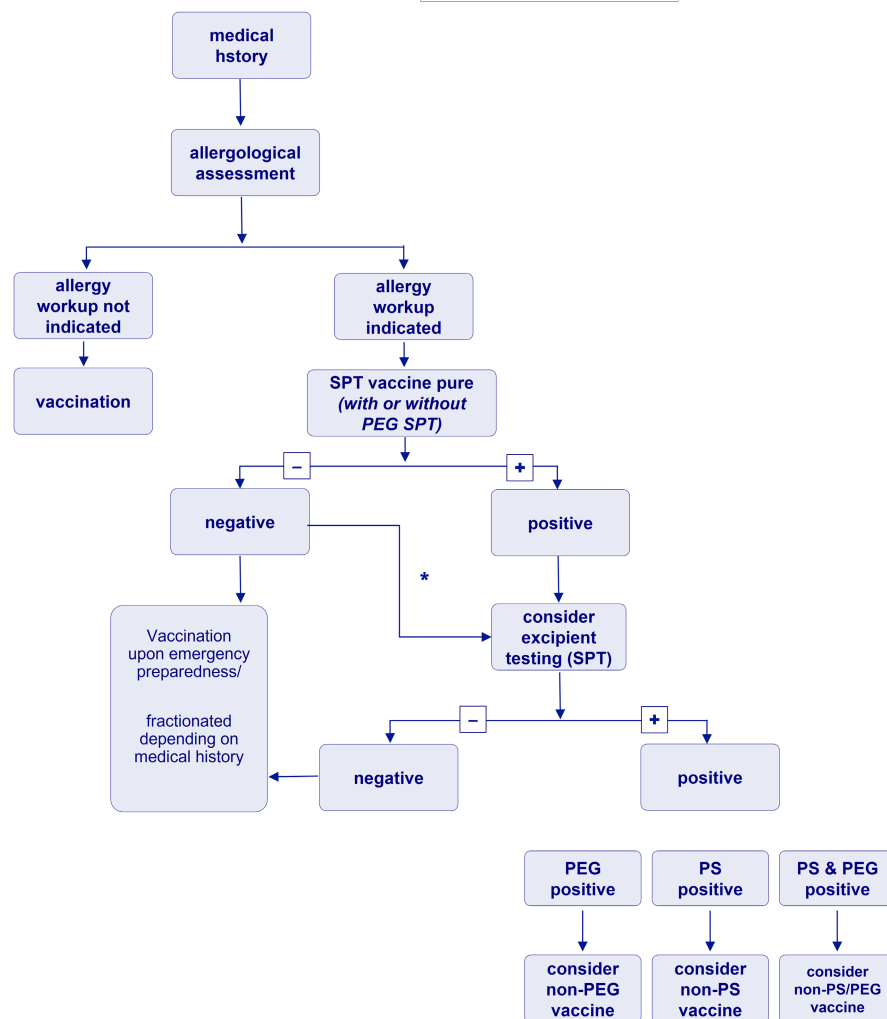 medical
hstory
allergological
assessment
allergy
workup not
indicated
allergy
workup
indicated
vaccination
SPT vaccine pure
(with or without
PEG SPT)
–
+
negative
positive
*
Vaccination
upon emergency
preparedness/
fractionated
depending on
medical history
consider
excipient
testing (SPT)
–
+
negative
positive
PEG
positive
PS
positive
PS & PEG
positive
consider
non-PEG
vaccine
consider
non-PS
vaccine
consider
non-PS/PEG
vaccine